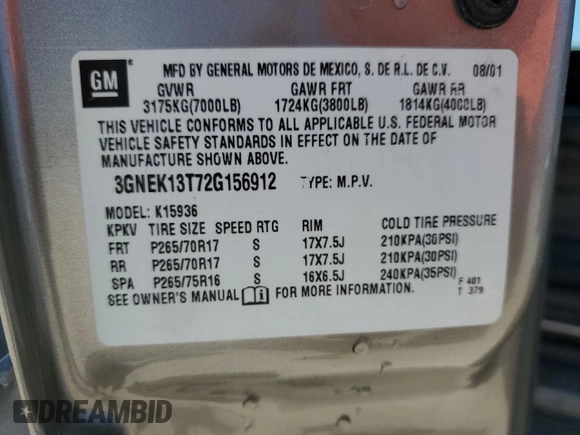 GM
MFD BY GENERAL MOTORS DE MEXICO, S. DE R.L. DE C.V. 08/01
GVWR GAWR FRT GAWR RR
3175KG(7000LB) 1724KG(3800LB) 1814KG(4000LB)
THIS VEHICLE CONFORMS TO ALL APPLICABLE U.S. FEDERAL MOTOR
VEHICLE SAFETY STANDARDS IN EFFECT ON THE DATE OF
MANUFACTURE SHOWN ABOVE.
3GNEK13T72G156912 TYPE: M.P.V.
MODEL: K15936
KPKV TIRE SIZE SPEED RTG RIM COLD TIRE PRESSURE
FRT P265/70R17 S 17X7.5J 210KPA(30PSI)
RR P265/70R17 S 17X7.5J 210KPA(30PSI)
SPA P265/75R16 S 16X6.5J 240KPA(35PSI)
SEE OWNER'S MANUAL FOR MORE INFORMATION.
F 401
T 379
DREAMBID